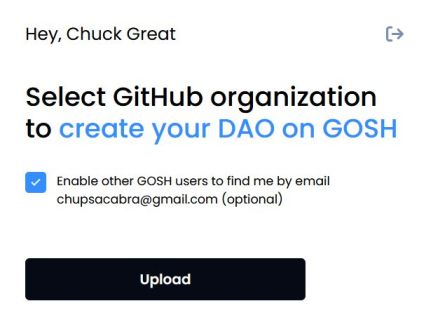 Hey, Chuck Great
Select GitHub organization
to create your DAO on GOSH
Enable other GOSH users to find me by email
chupsacabra@gmail.com (optional)
Upload